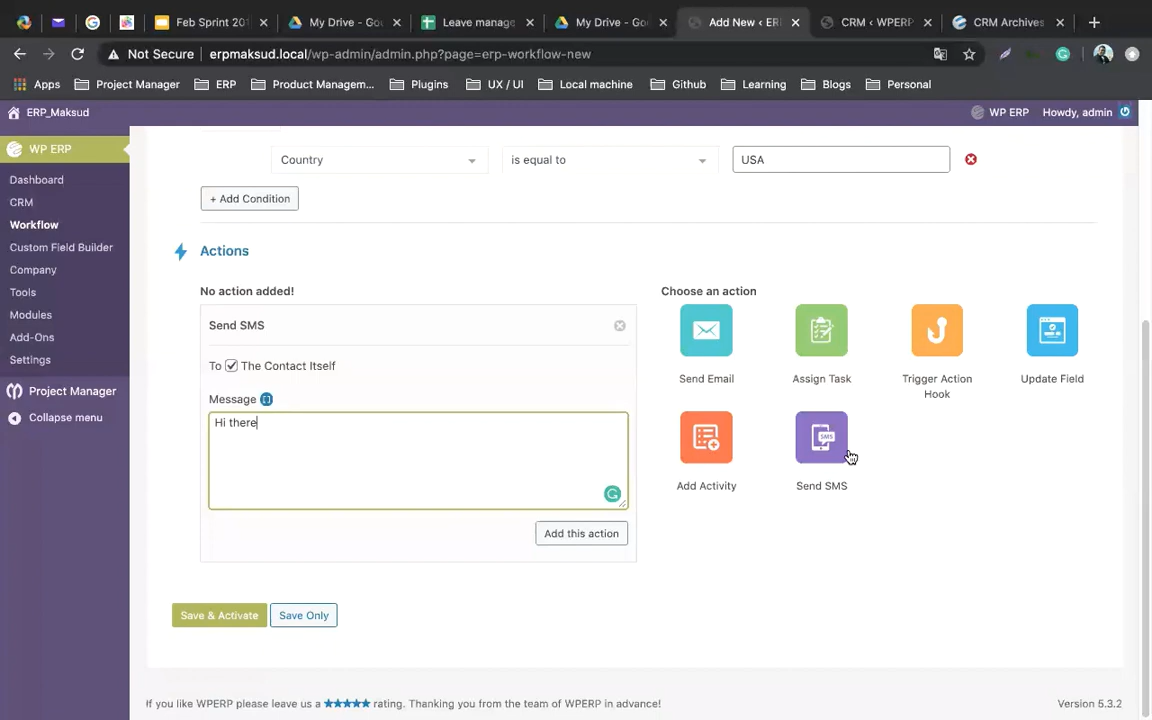 Feb Sprint 201
My Drive - Goo
Leave manage
My Drive - Goo
Add New < ERP
CRM < WPERP
CRM Archives
Not Secure
erpmaksud.local/wp-admin/admin.php?page=erp-workflow-new
Apps
Project Manager
ERP
Product Managem...
Plugins
UX / UI
Local machine
Github
Learning
Blogs
Personal
ERP_Maksud
WP ERP
Howdy, admin
WP ERP
Dashboard
CRM
Workflow
Custom Field Builder
Company
Tools
Modules
Add-Ons
Settings
Project Manager
Collapse menu
Country
is equal to
USA
+ Add Condition
Actions
No action added!
Send SMS
To The Contact Itself
Message
Hi there
Add this action
Choose an action
Send Email
Assign Task
Trigger Action
Hook
Update Field
Add Activity
SMS
Send SMS
Save & Activate
Save Only
If you like WPERP please leave us a ★★★★★ rating. Thanking you from the team of WPERP in advance!
Version 5.3.2